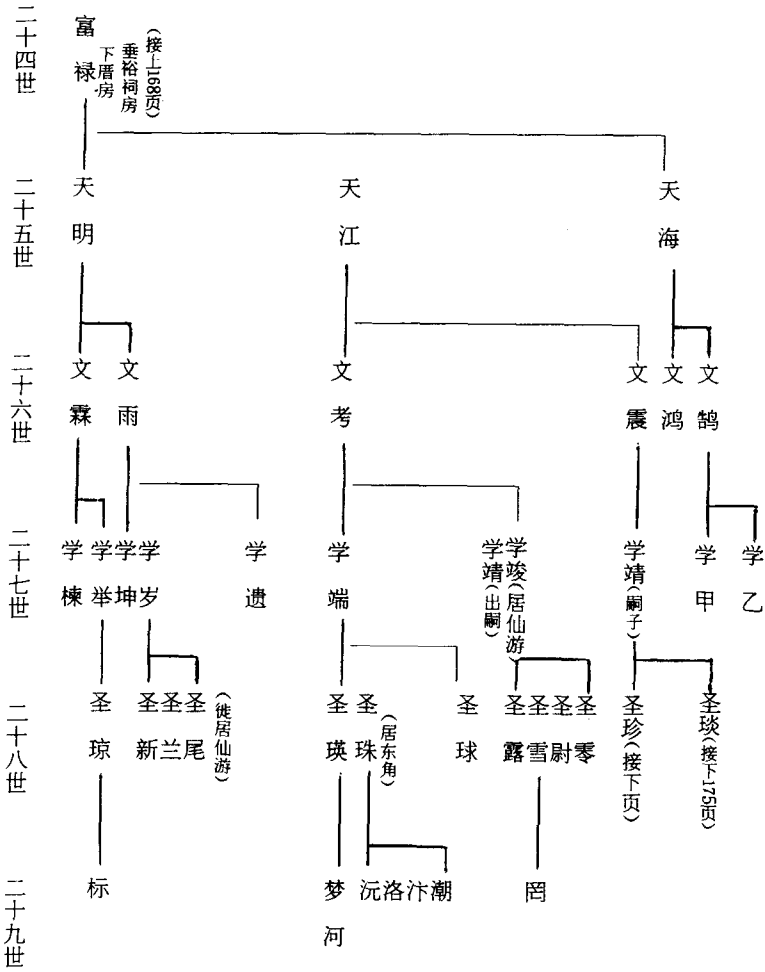 二十四世
富禄
下厝房
垂裕祠房
(接上168页)
二十五世
天明
天江
天海
二十六世
文霖
文雨
文考
文震
文鸿
文鹄
二十七世
学楝
学举
学坤
学岁
学遗
学端
学靖(出嗣)
学竣(居仙游)
学靖(嗣子)
学甲
学乙
二十八世
圣琼
圣新
圣兰
圣尾
(徙居仙游)
圣瑛
圣珠
(居东角)
圣球
圣露
圣雪
圣尉
圣零
圣珍(接下页)
圣琰(接下175页)
二十九世
标
梦河
沅
洛
汴
潮
罔